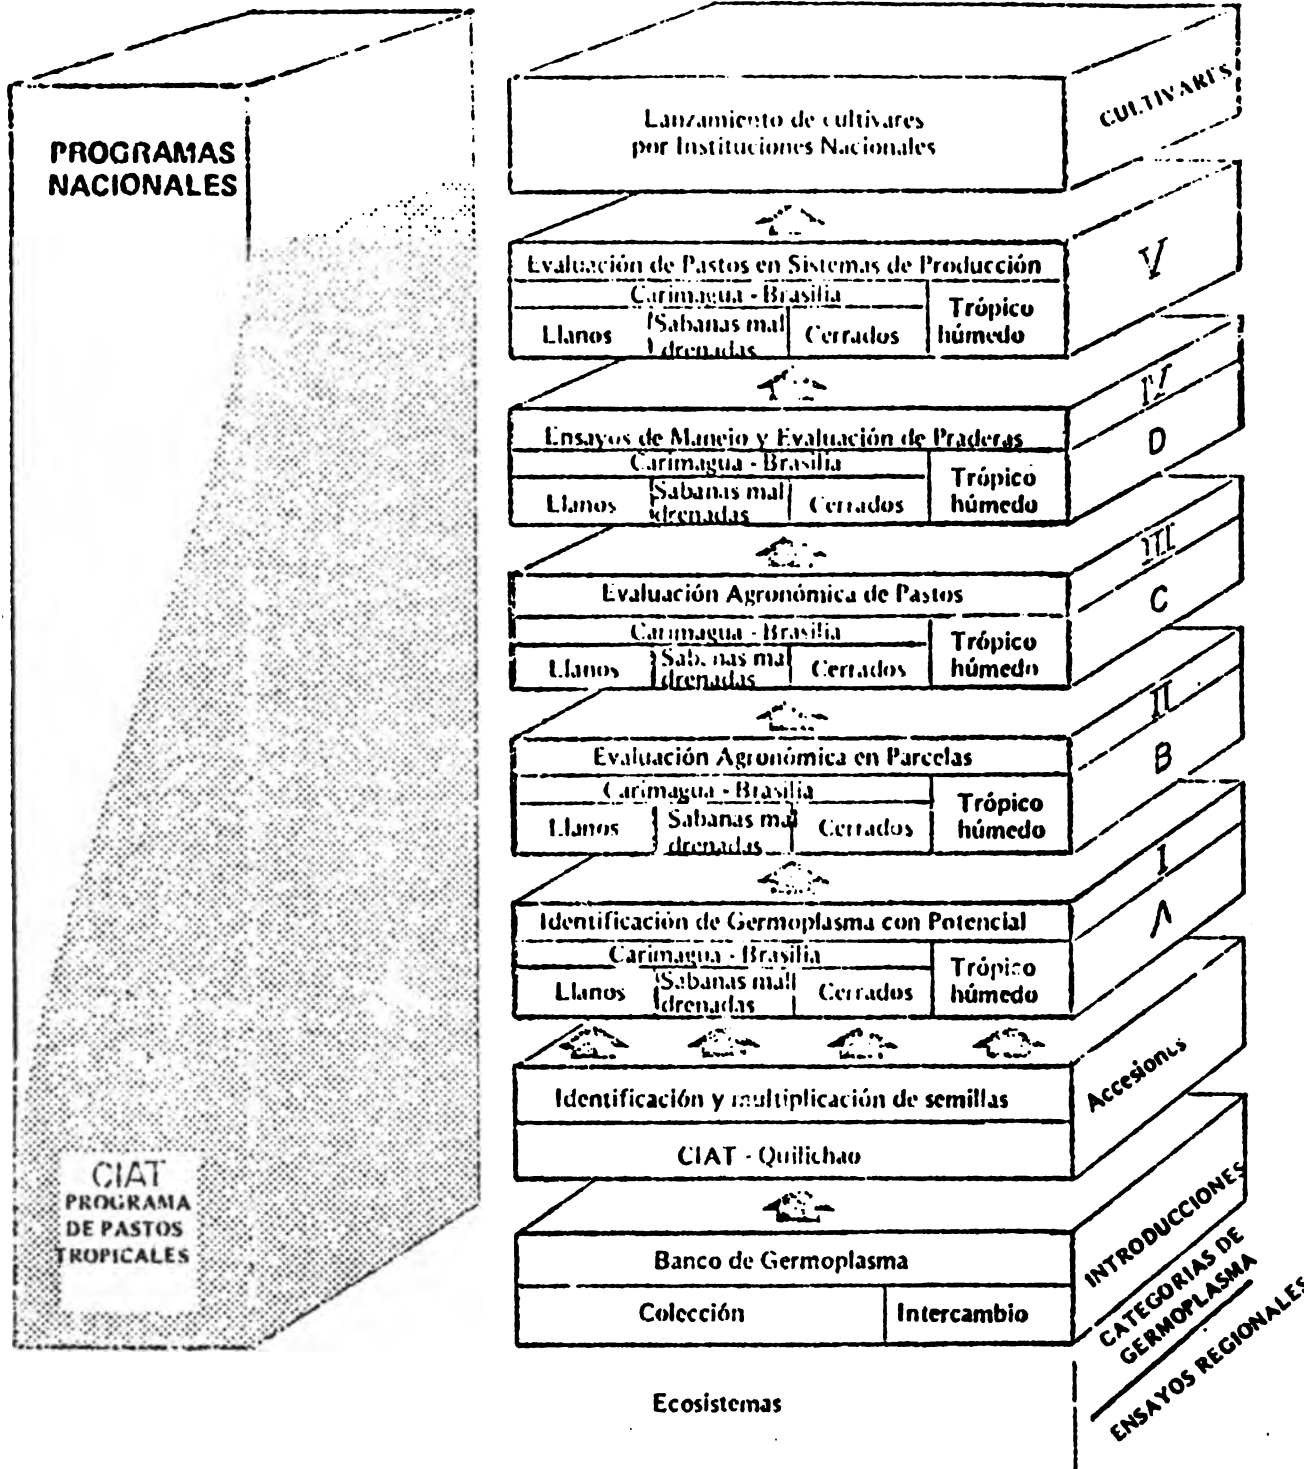 PROGRAMAS
NACIONALES
CIAT
PROGRAMA
DE PASTOS
TROPICALES
Lanzamiento de cultivares
por Instituciones Nacionales
CULTIVARES
Evaluación de Pastos en Sistemas de Producción
Carimagua - Brasilia
Llanos
Sabanas mal
drenadas
Cerrados
Trópico
húmedo
V
Ensayos de Manejo y Evaluación de Praderas
Carimagua - Brasilia
Llanos
Sabanas mal
drenadas
Cerrados
Trópico
húmedo
IV
D
Evaluación Agronómica de Pastos
Carimagua - Brasilia
Llanos
Sabanas mal
drenadas
Cerrados
Trópico
húmedo
III
C
Evaluación Agronómica en Parcelas
Carimagua - Brasilia
Llanos
Sabanas mal
drenadas
Cerrados
Trópico
húmedo
II
B
Identificación de Germoplasma con Potencial
Carimagua - Brasilia
Llanos
Sabanas mal
drenadas
Cerrados
Trópico
húmedo
I
A
Identificación y multiplicación de semillas
CIAT - Quilichao
Accesiones
Banco de Germoplasma
Colección
Intercambio
INTRODUCCIONES
CATEGORIAS DE
GERMOPLASMA
ENSAYOS REGIONALES
Ecosistemas